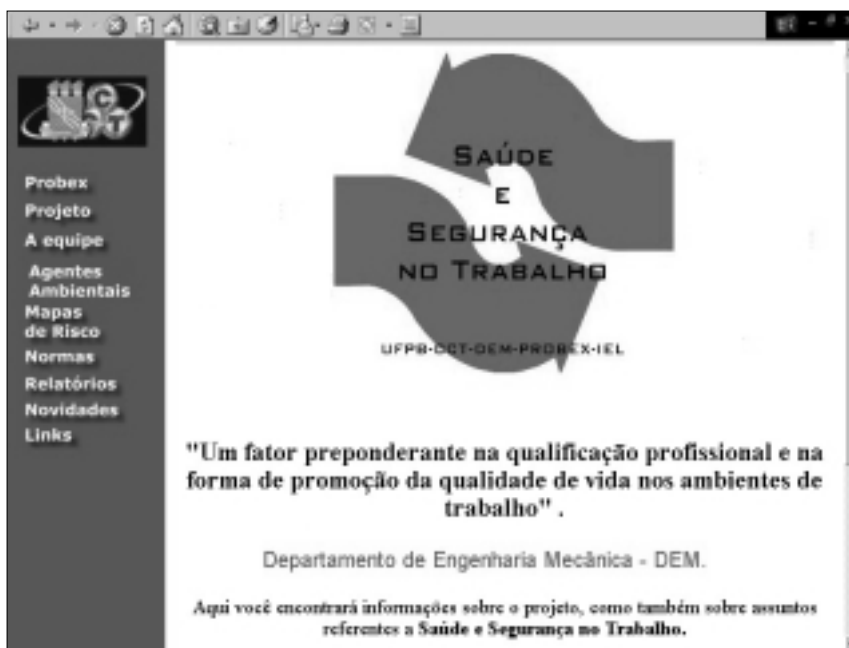 CT
Probex
Projeto
A equipe
Agentes
Ambientais
Mapas
de Risco
Normas
Relatórios
Novidades
Links
SAÚDE
E
SEGURANÇA
NO TRABALHO
UFPB-CCT-DEM-PROBEX-IEL
"Um fator preponderante na qualificação profissional e na
forma de promoção da qualidade de vida nos ambientes de
trabalho" .
Departamento de Engenharia Mecânica - DEM.
Aqui você encontrará informações sobre o projeto, como também sobre assuntos
referentes a Saúde e Segurança no Trabalho.